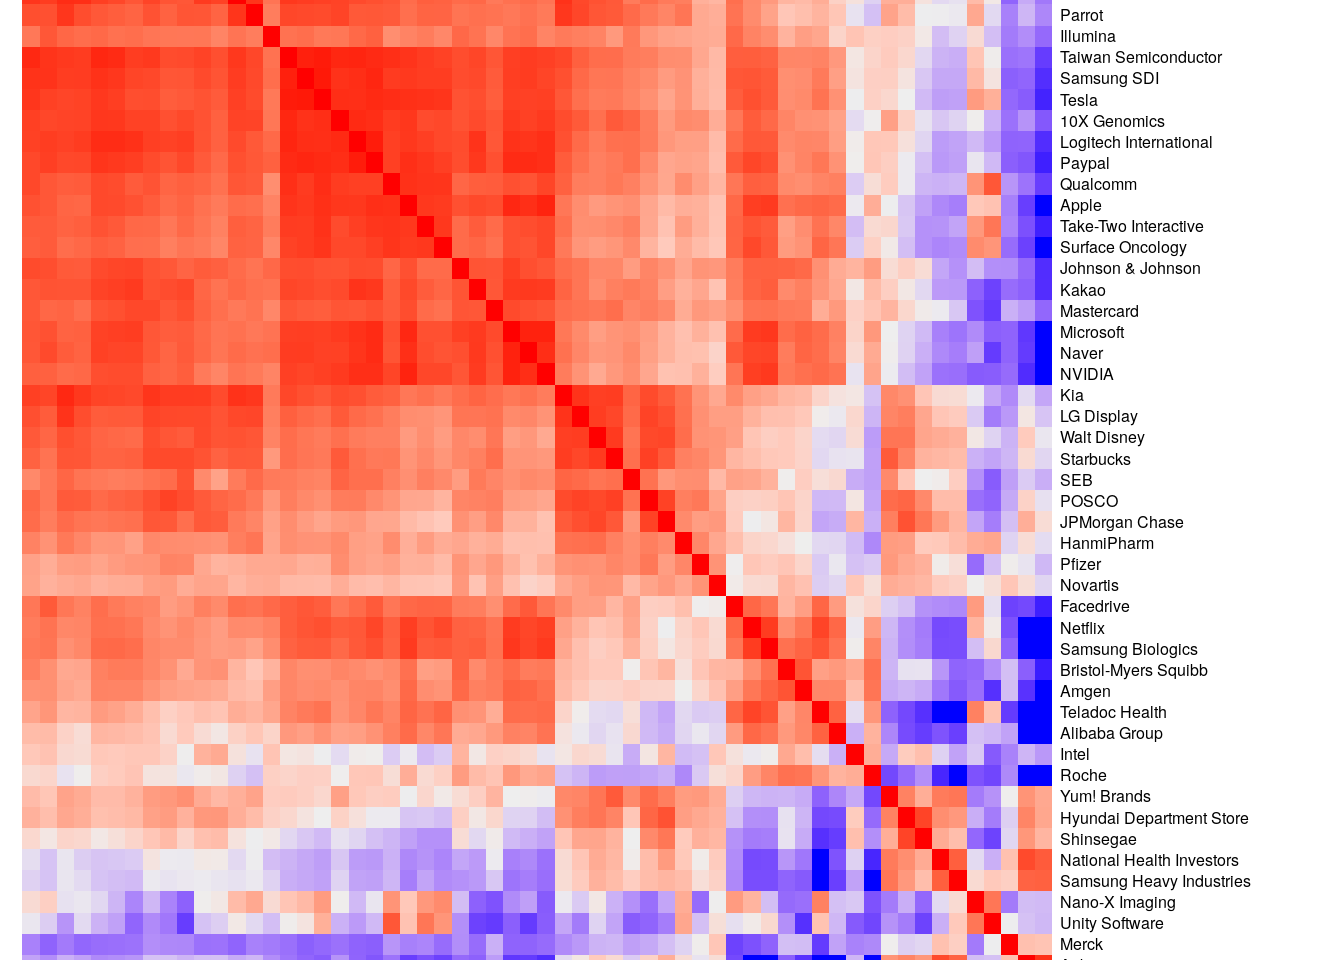 Parrot
Illumina
Taiwan Semiconductor
Samsung SDI
Tesla
10X Genomics
Logitech International
Paypal
Qualcomm
Apple
Take-Two Interactive
Surface Oncology
Johnson & Johnson
Kakao
Mastercard
Microsoft
Naver
NVIDIA
Kia
LG Display
Walt Disney
Starbucks
SEB
POSCO
JPMorgan Chase
HanmiPharm
Pfizer
Novartis
Facedrive
Netflix
Samsung Biologics
Bristol-Myers Squibb
Amgen
Teladoc Health
Alibaba Group
Intel
Roche
Yum! Brands
Hyundai Department Store
Shinsegae
National Health Investors
Samsung Heavy Industries
Nano-X Imaging
Unity Software
Merck